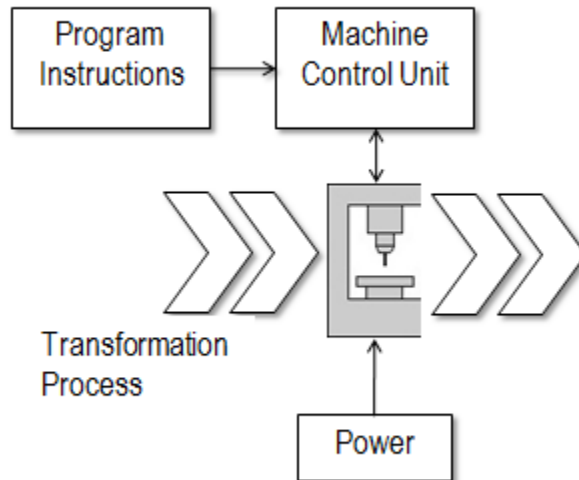 Program
Instructions
Machine
Control Unit
Transformation
Process
Power